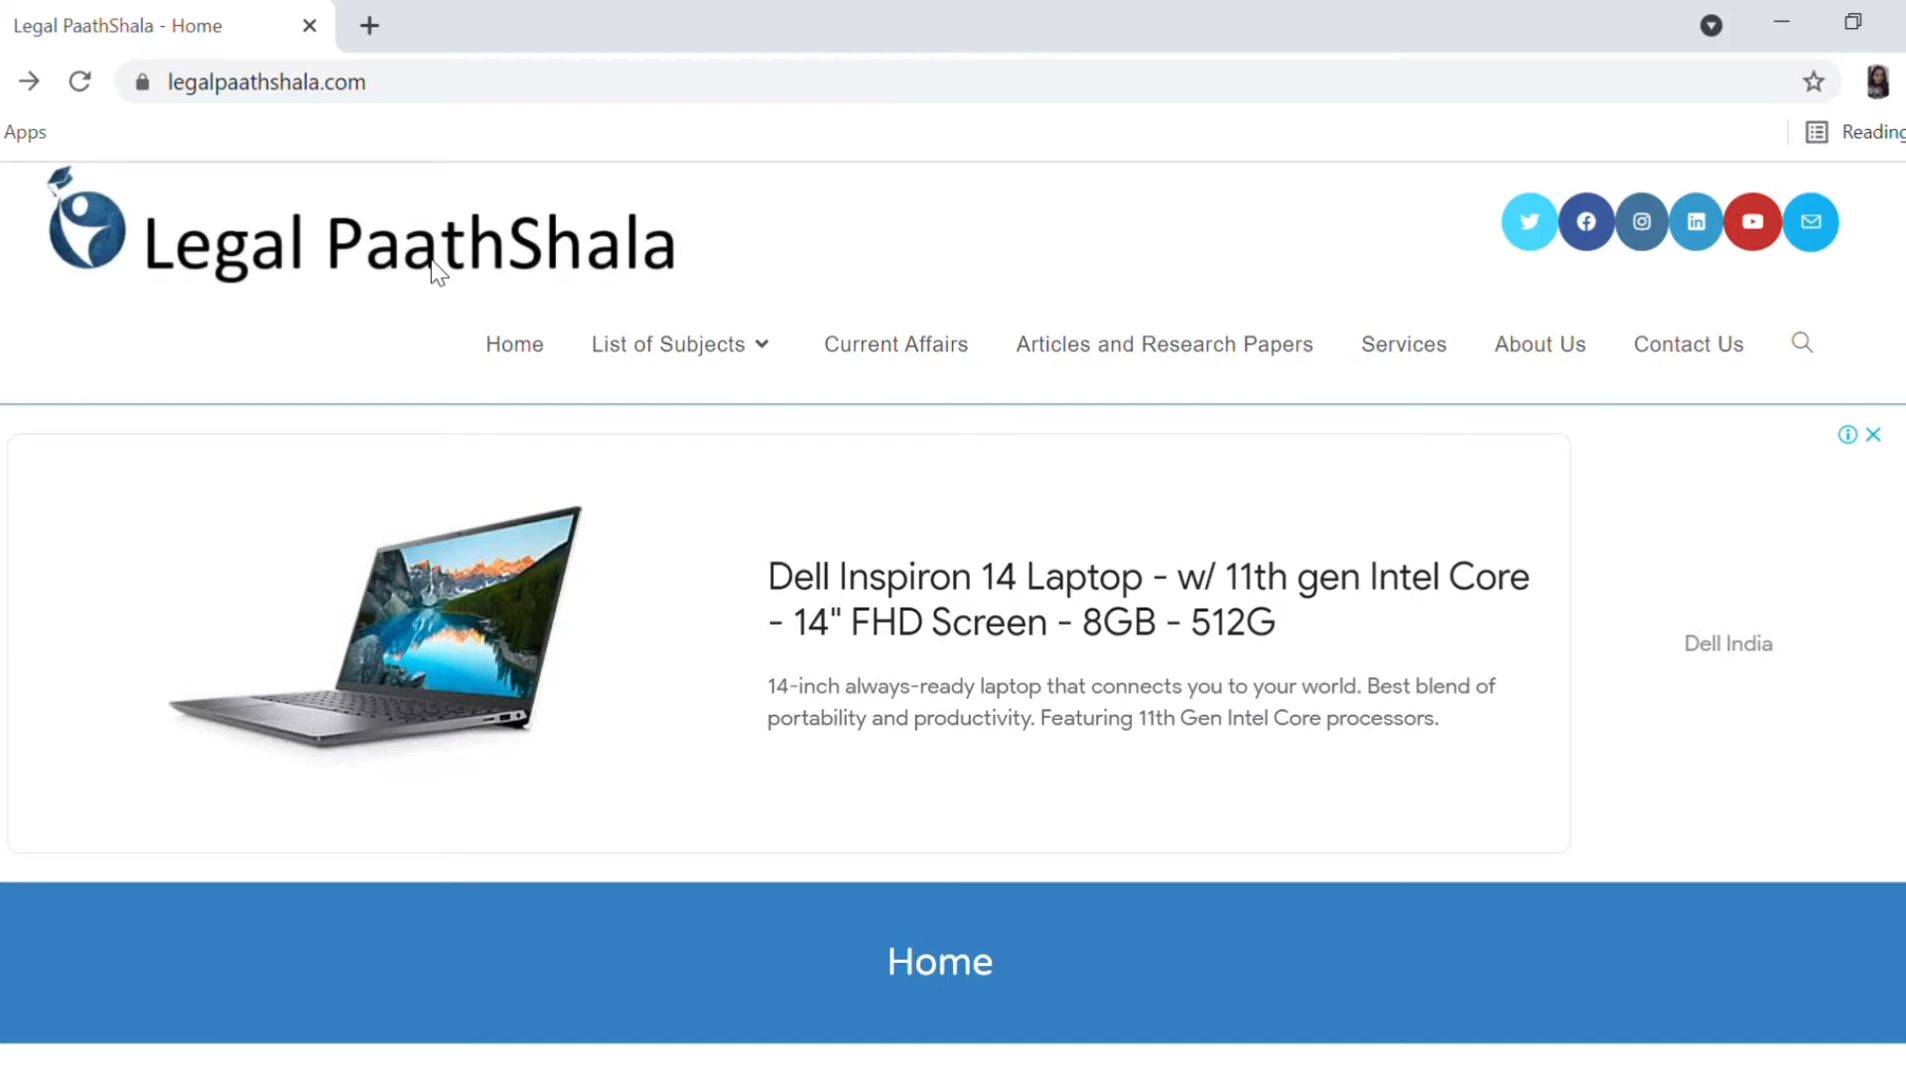 Legal PaathShala - Home
legalpaathshala.com
Apps
Reading
Legal PaathShala
Home
List of Subjects
Current Affairs
Articles and Research Papers
Services
About Us
Contact Us
Dell Inspiron 14 Laptop - w/ 11th gen Intel Core
- 14" FHD Screen - 8GB - 512G
14-inch always-ready laptop that connects you to your world. Best blend of
portability and productivity. Featuring 11th Gen Intel Core processors.
Dell India
Home